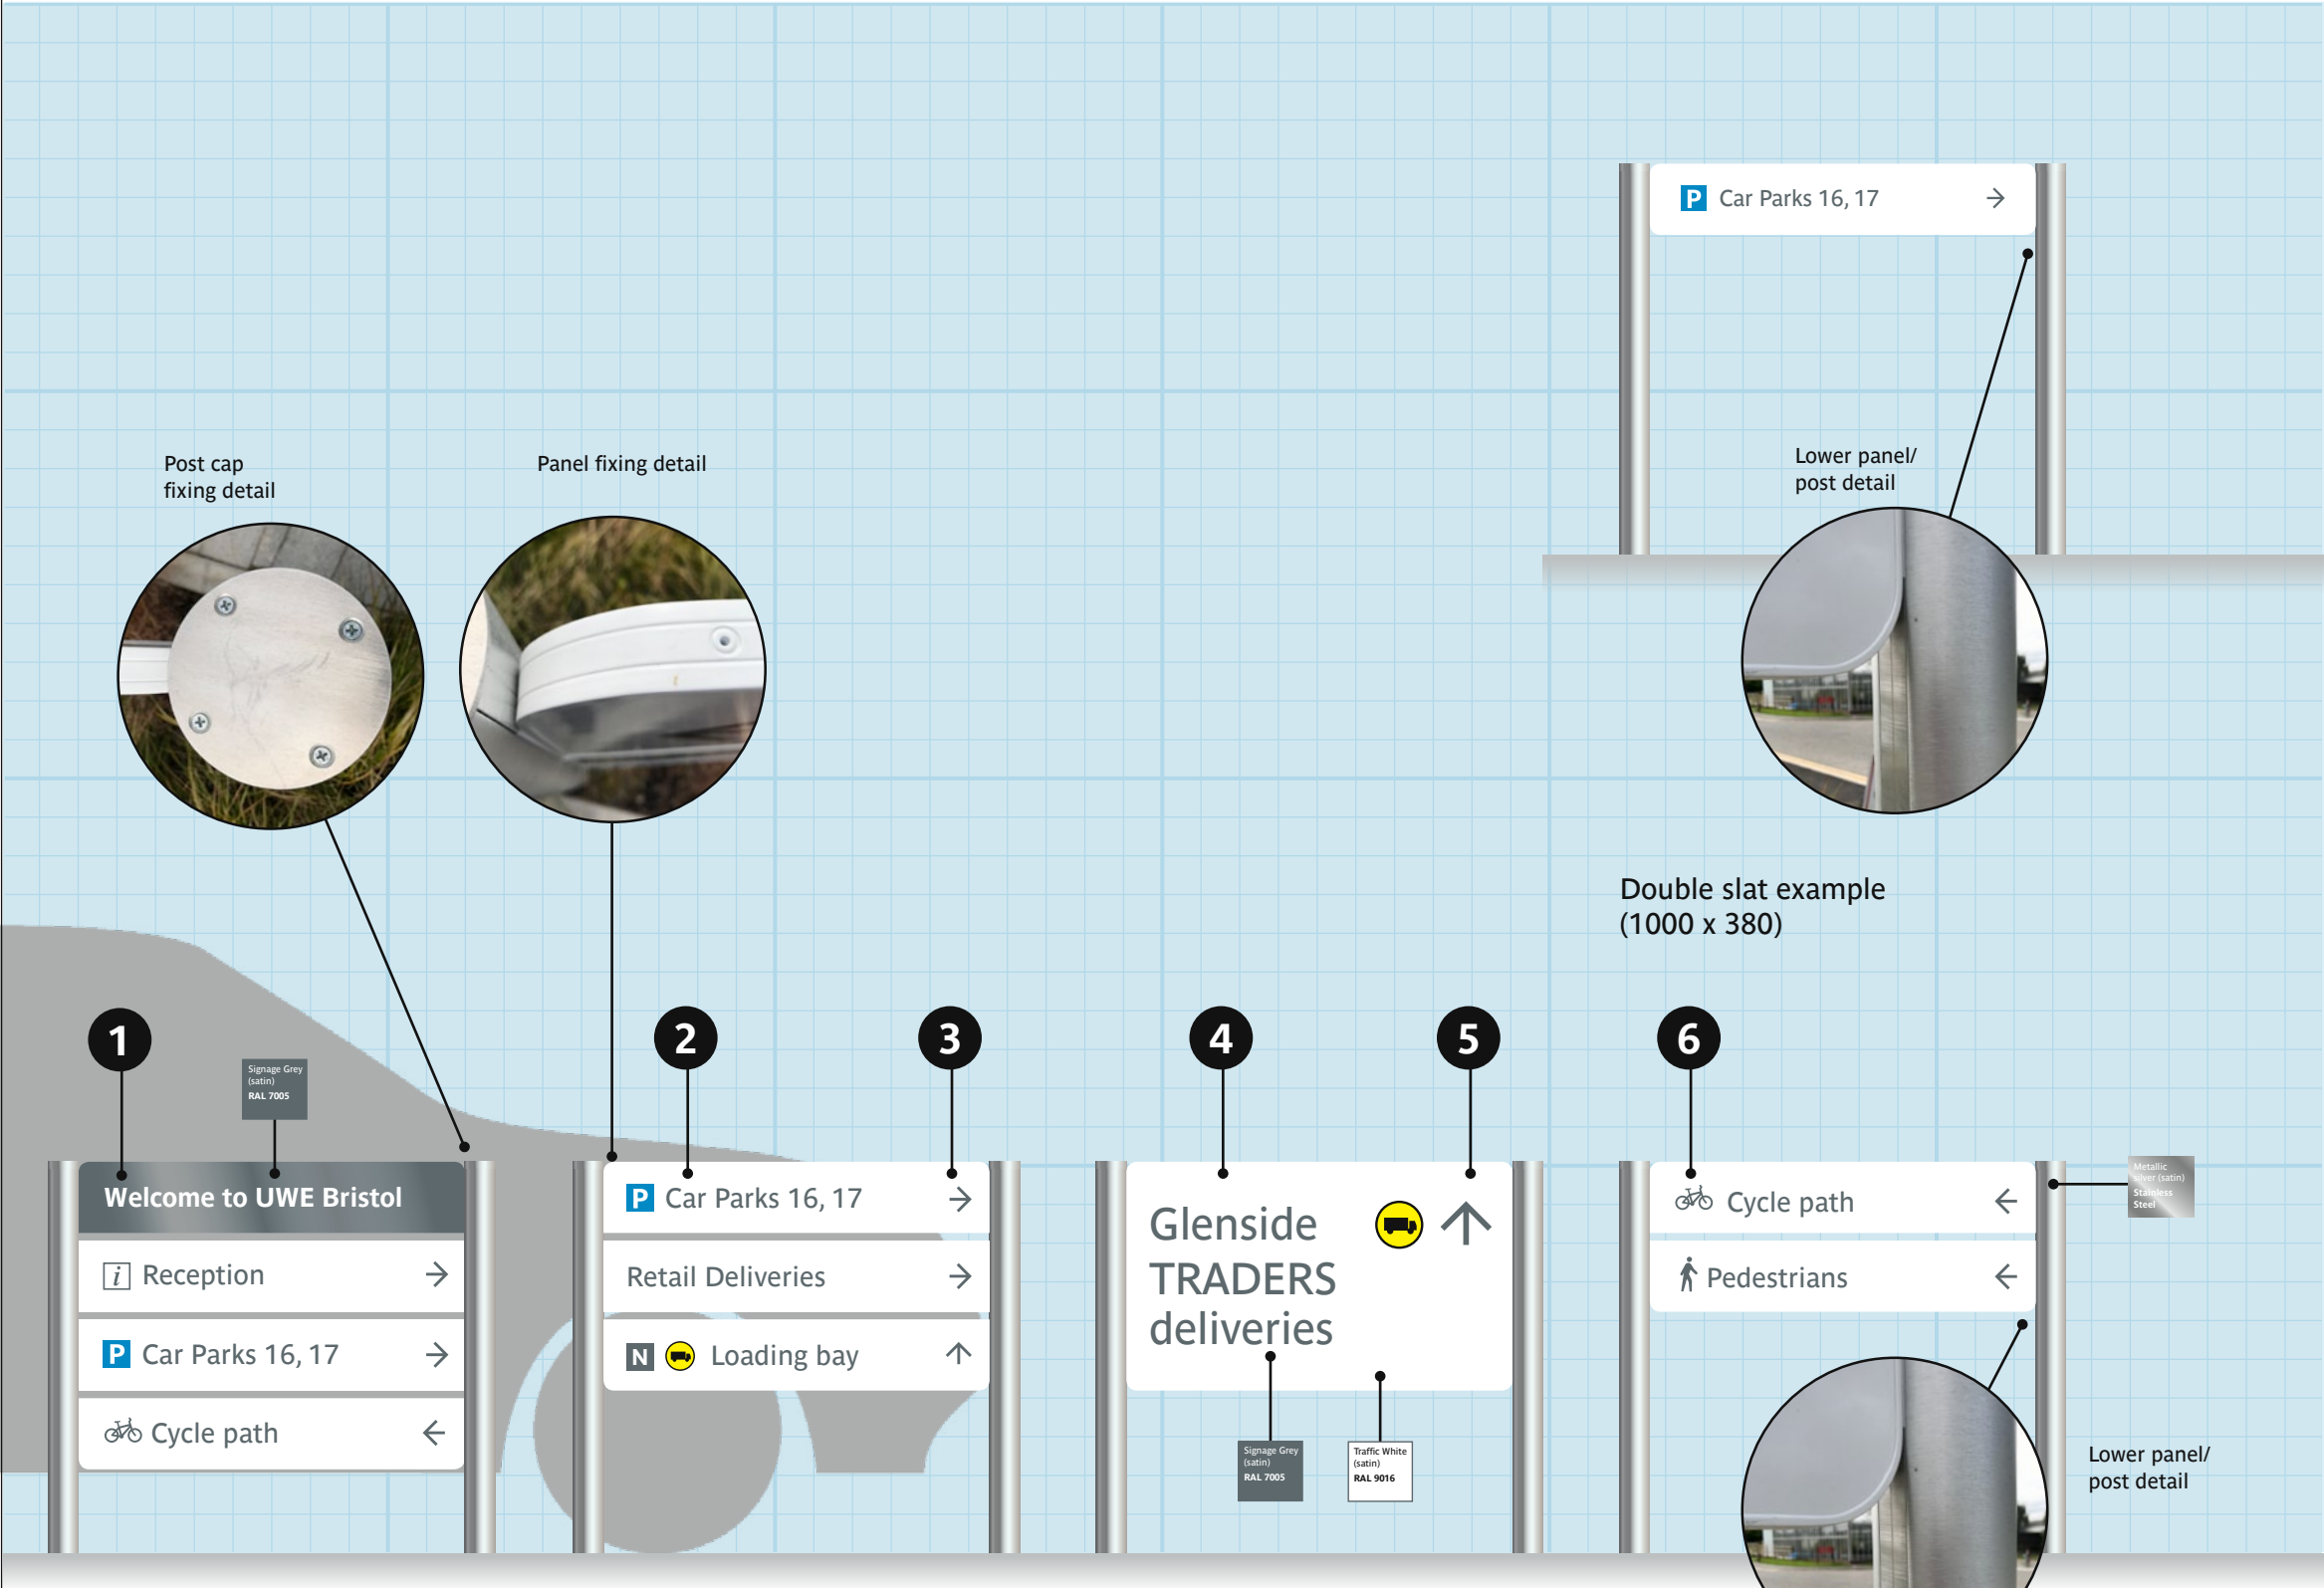 P Car Parks 16, 17
Post cap
fixing detail
Panel fixing detail
Lower panel/
post detail
Double slat example
(1000 x 380)
1
2
3
4
5
6
Signage Grey
(satin)
RAL 7005
Welcome to UWE Bristol
i Reception
P Car Parks 16, 17
Cycle path
P Car Parks 16, 17
Retail Deliveries
N Loading bay
Glenside
TRADERS
deliveries
Signage Grey
(satin)
RAL 7005
Traffic White
(satin)
RAL 9016
Cycle path
Pedestrians
Metallic
silver (satin)
Stainless
Steel
Lower panel/
post detail